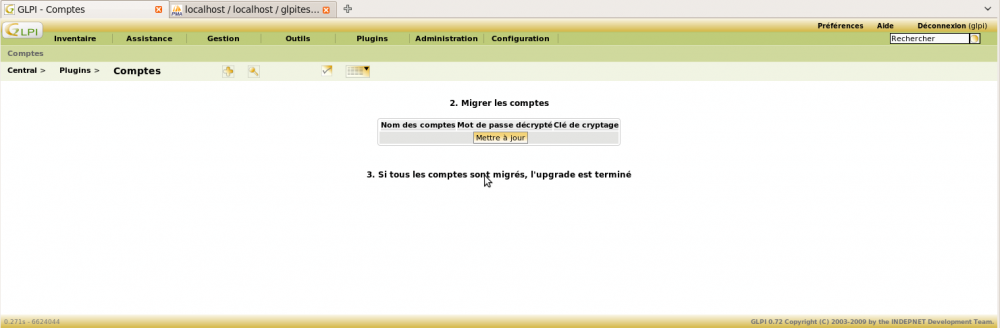 GLPI - Comptes
localhost / localhost / glpites...
GLPI
Préférences Aide Déconnexion (glpi)
Inventaire Assistance Gestion Outils Plugins Administration Configuration Rechercher
Comptes
Central > Plugins > Comptes
2. Migrer les comptes
Nom des comptes Mot de passe décrypté Clé de cryptage
Mettre à jour
3. Si tous les comptes sont migrés, l'upgrade est terminé
0.271s - 6624044 GLPI 0.72 Copyright (C) 2003-2009 by the INDEPNET Development Team.